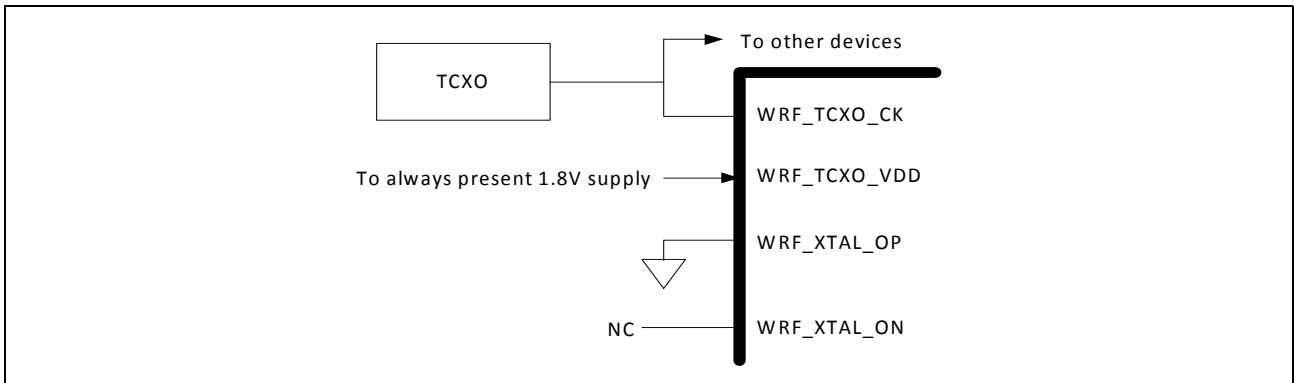 To other devices
TCXO
WRF_TCXO_CK
To always present 1.8V supply
WRF_TCXO_VDD
WRF_XTAL_OP
NC
WRF_XTAL_ON